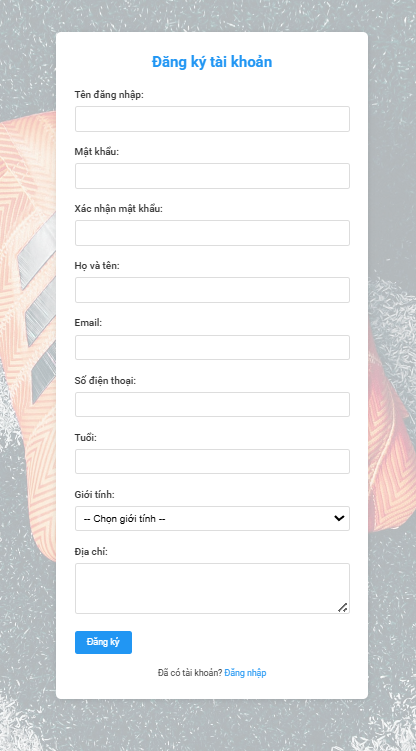 Đăng ký tài khoản
Tên đăng nhập:
Mật khẩu:
Xác nhận mật khẩu:
Họ và tên:
Email:
Số điện thoại:
Tuổi:
Giới tính:
-- Chọn giới tính --
Địa chỉ:
Đăng ký
Đã có tài khoản? Đăng nhập